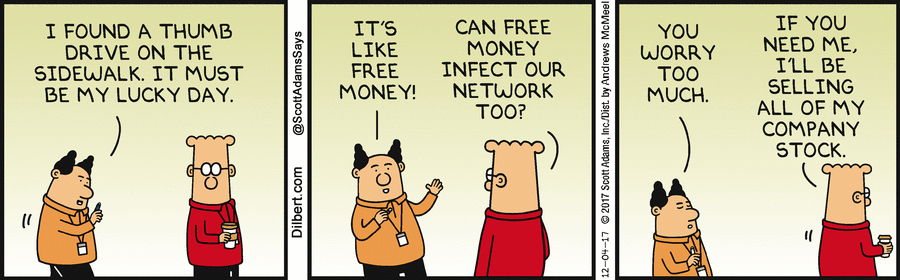 I FOUND A THUMB
DRIVE ON THE
SIDEWALK. IT MUST
BE MY LUCKY DAY.
Dilbert.com @ScottAdamsSays
IT'S
LIKE
FREE
MONEY!
CAN FREE
MONEY
INFECT OUR
NETWORK
TOO?
12-04-17 © 2017 Scott Adams, Inc./Dist. by Andrews McMeel
YOU
WORRY
TOO
MUCH.
IF YOU
NEED ME,
I'LL BE
SELLING
ALL OF MY
COMPANY
STOCK.